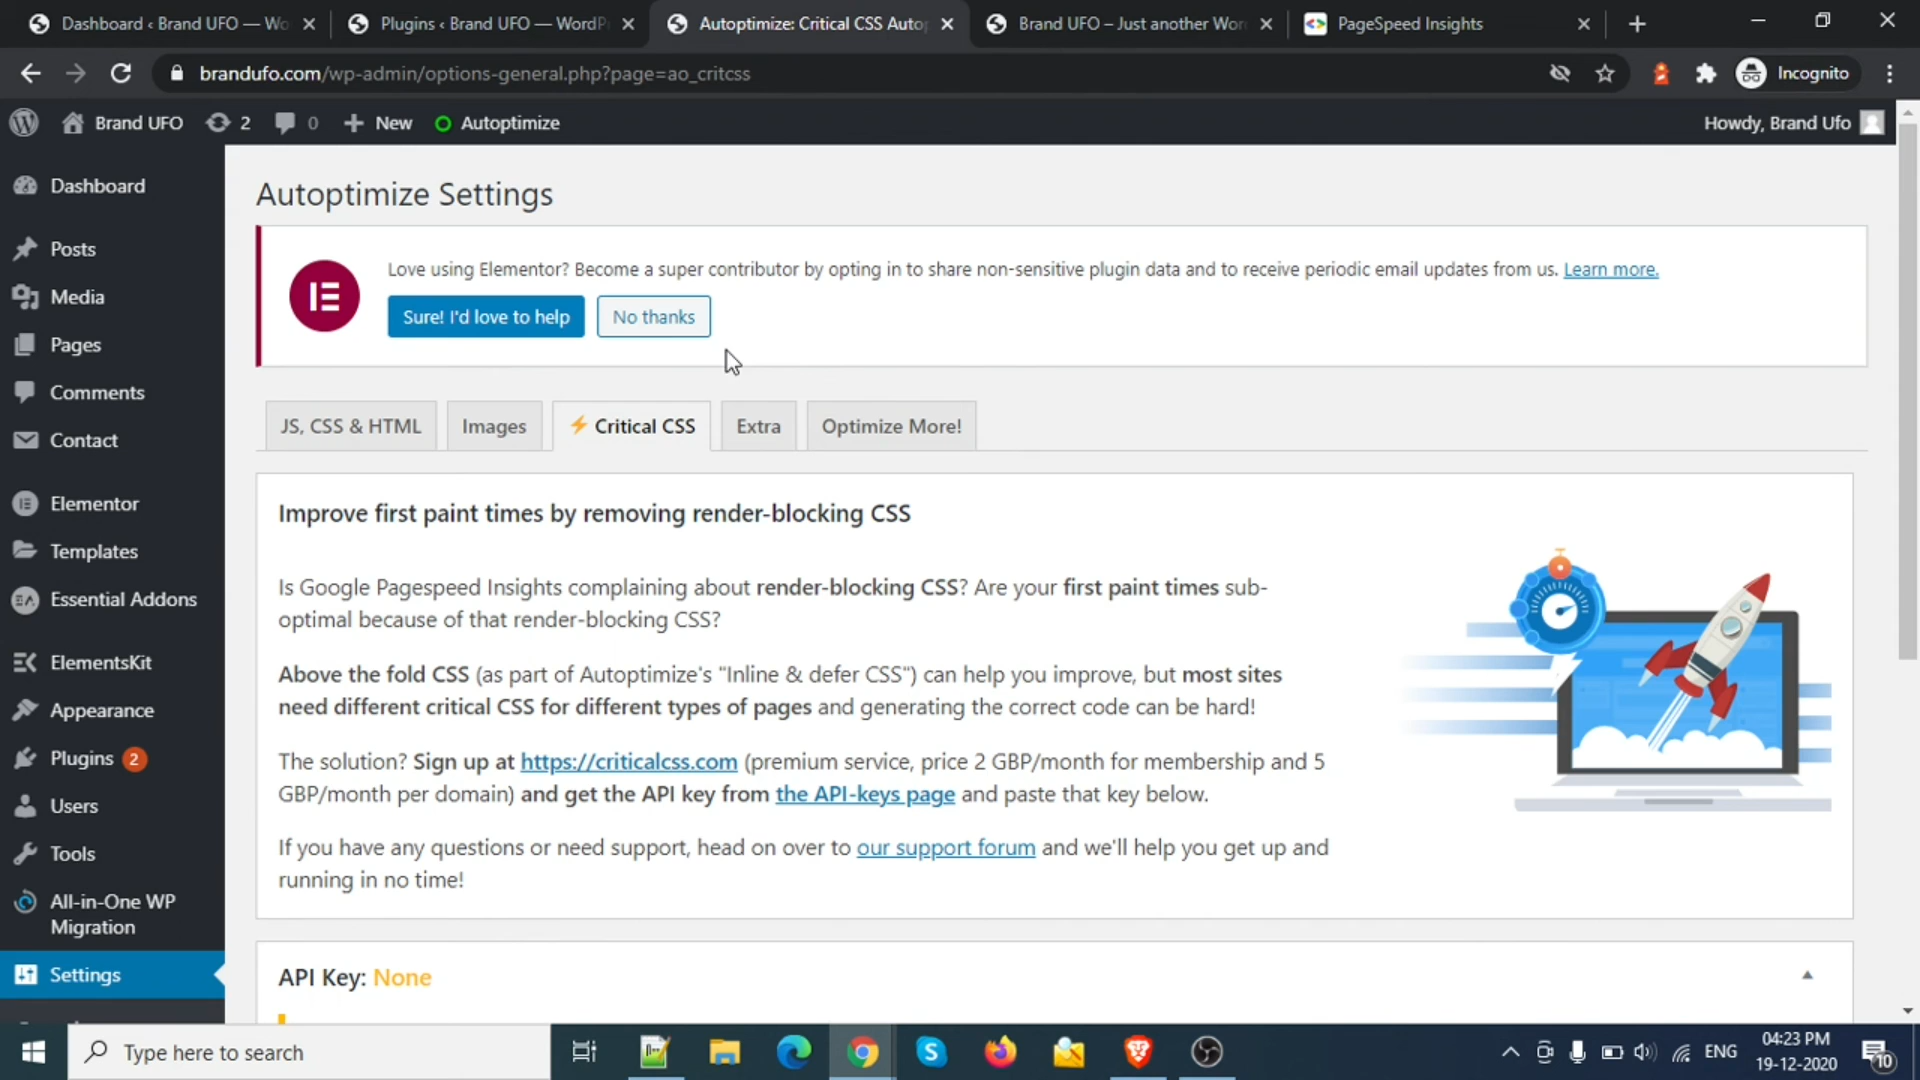 Dashboard ‹ Brand UFO — Wo
Plugins ‹ Brand UFO — WordP
Autoptimize: Critical CSS Auto
Brand UFO – Just another Wor
PageSpeed Insights
brandufo.com/wp-admin/options-general.php?page=ao_critcss
Incognito
Brand UFO
2
0
New
Autoptimize
Howdy, Brand Ufo
Dashboard
Posts
Media
Pages
Comments
Contact
Elementor
Templates
Essential Addons
ElementsKit
Appearance
Plugins 2
Users
Tools
All-in-One WP
Migration
Settings
Autoptimize Settings
Love using Elementor? Become a super contributor by opting in to share non-sensitive plugin data and to receive periodic email updates from us. Learn more.
Sure! I'd love to help
No thanks
JS, CSS & HTML
Images
⚡ Critical CSS
Extra
Optimize More!
Improve first paint times by removing render-blocking CSS
Is Google Pagespeed Insights complaining about render-blocking CSS? Are your first paint times sub-
optimal because of that render-blocking CSS?
Above the fold CSS (as part of Autoptimize's "Inline & defer CSS") can help you improve, but most sites
need different critical CSS for different types of pages and generating the correct code can be hard!
The solution? Sign up at https://criticalcss.com (premium service, price 2 GBP/month for membership and 5
GBP/month per domain) and get the API key from the API-keys page and paste that key below.
If you have any questions or need support, head on over to our support forum and we'll help you get up and
running in no time!
API Key: None
Type here to search
ENG
04:23 PM
19-12-2020
10